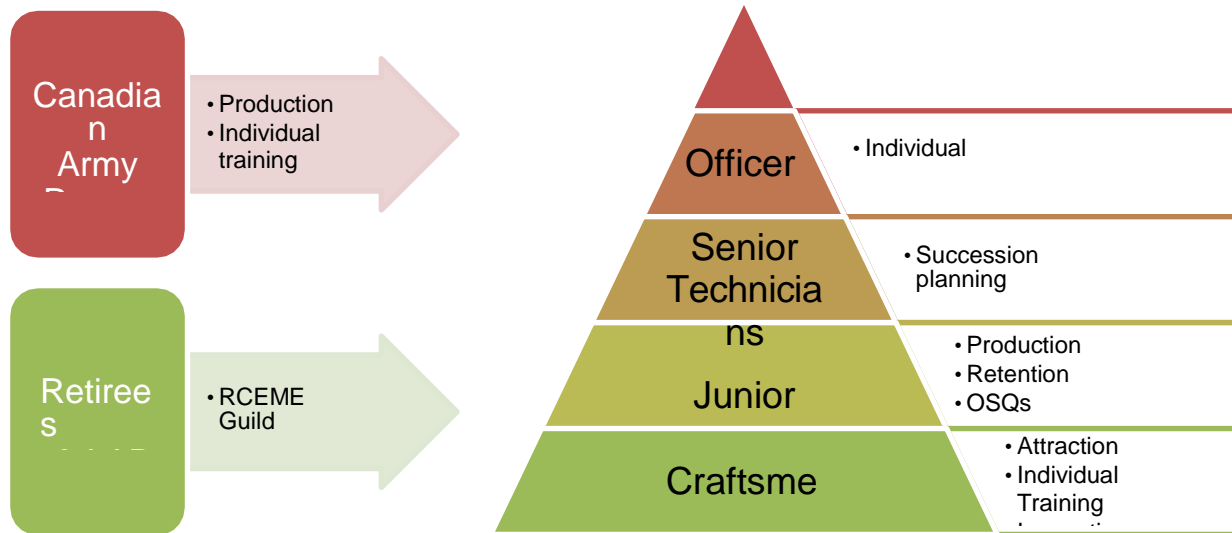 Canadia
n
Army
• Production
• Individual
training
Retiree
s
• RCEME
Guild
Officer
• Individual
Senior
Technicia
ns
• Succession
planning
Junior
• Production
• Retention
• OSQs
Craftsme
• Attraction
• Individual
Training